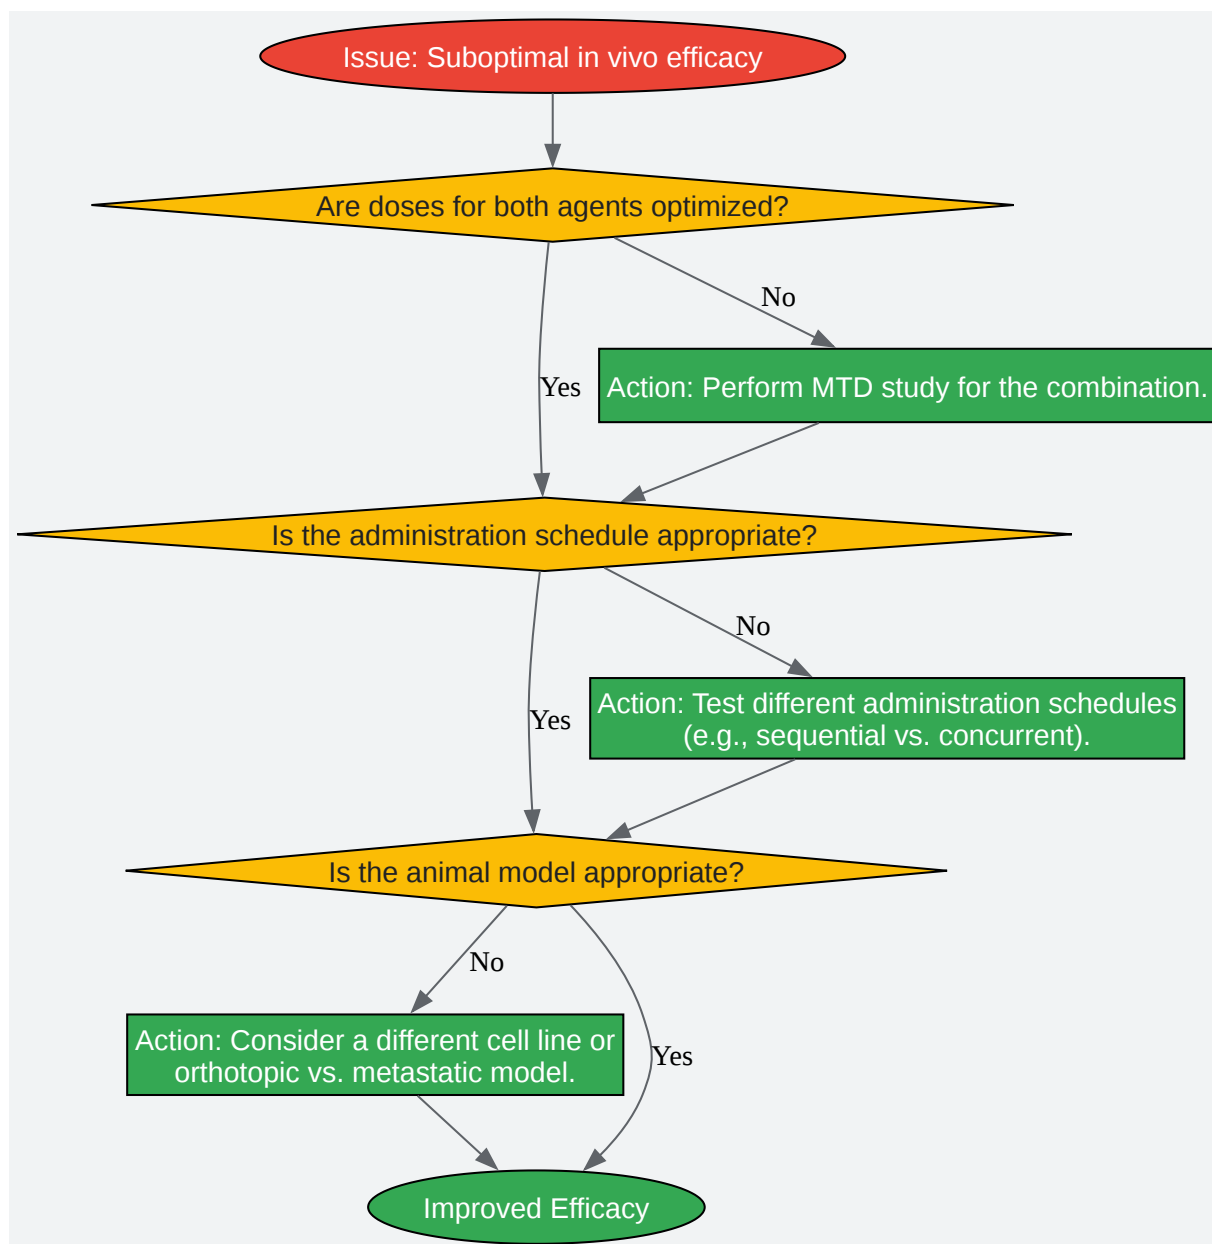 Issue: Suboptimal in vivo efficacy
Are doses for both agents optimized?
No
Yes
Action: Perform MTD study for the combination.
Is the administration schedule appropriate?
No
Yes
Action: Test different administration schedules
(e.g., sequential vs. concurrent).
Is the animal model appropriate?
No
Action: Consider a different cell line or
orthotopic vs. metastatic model.
Yes
Improved Efficacy